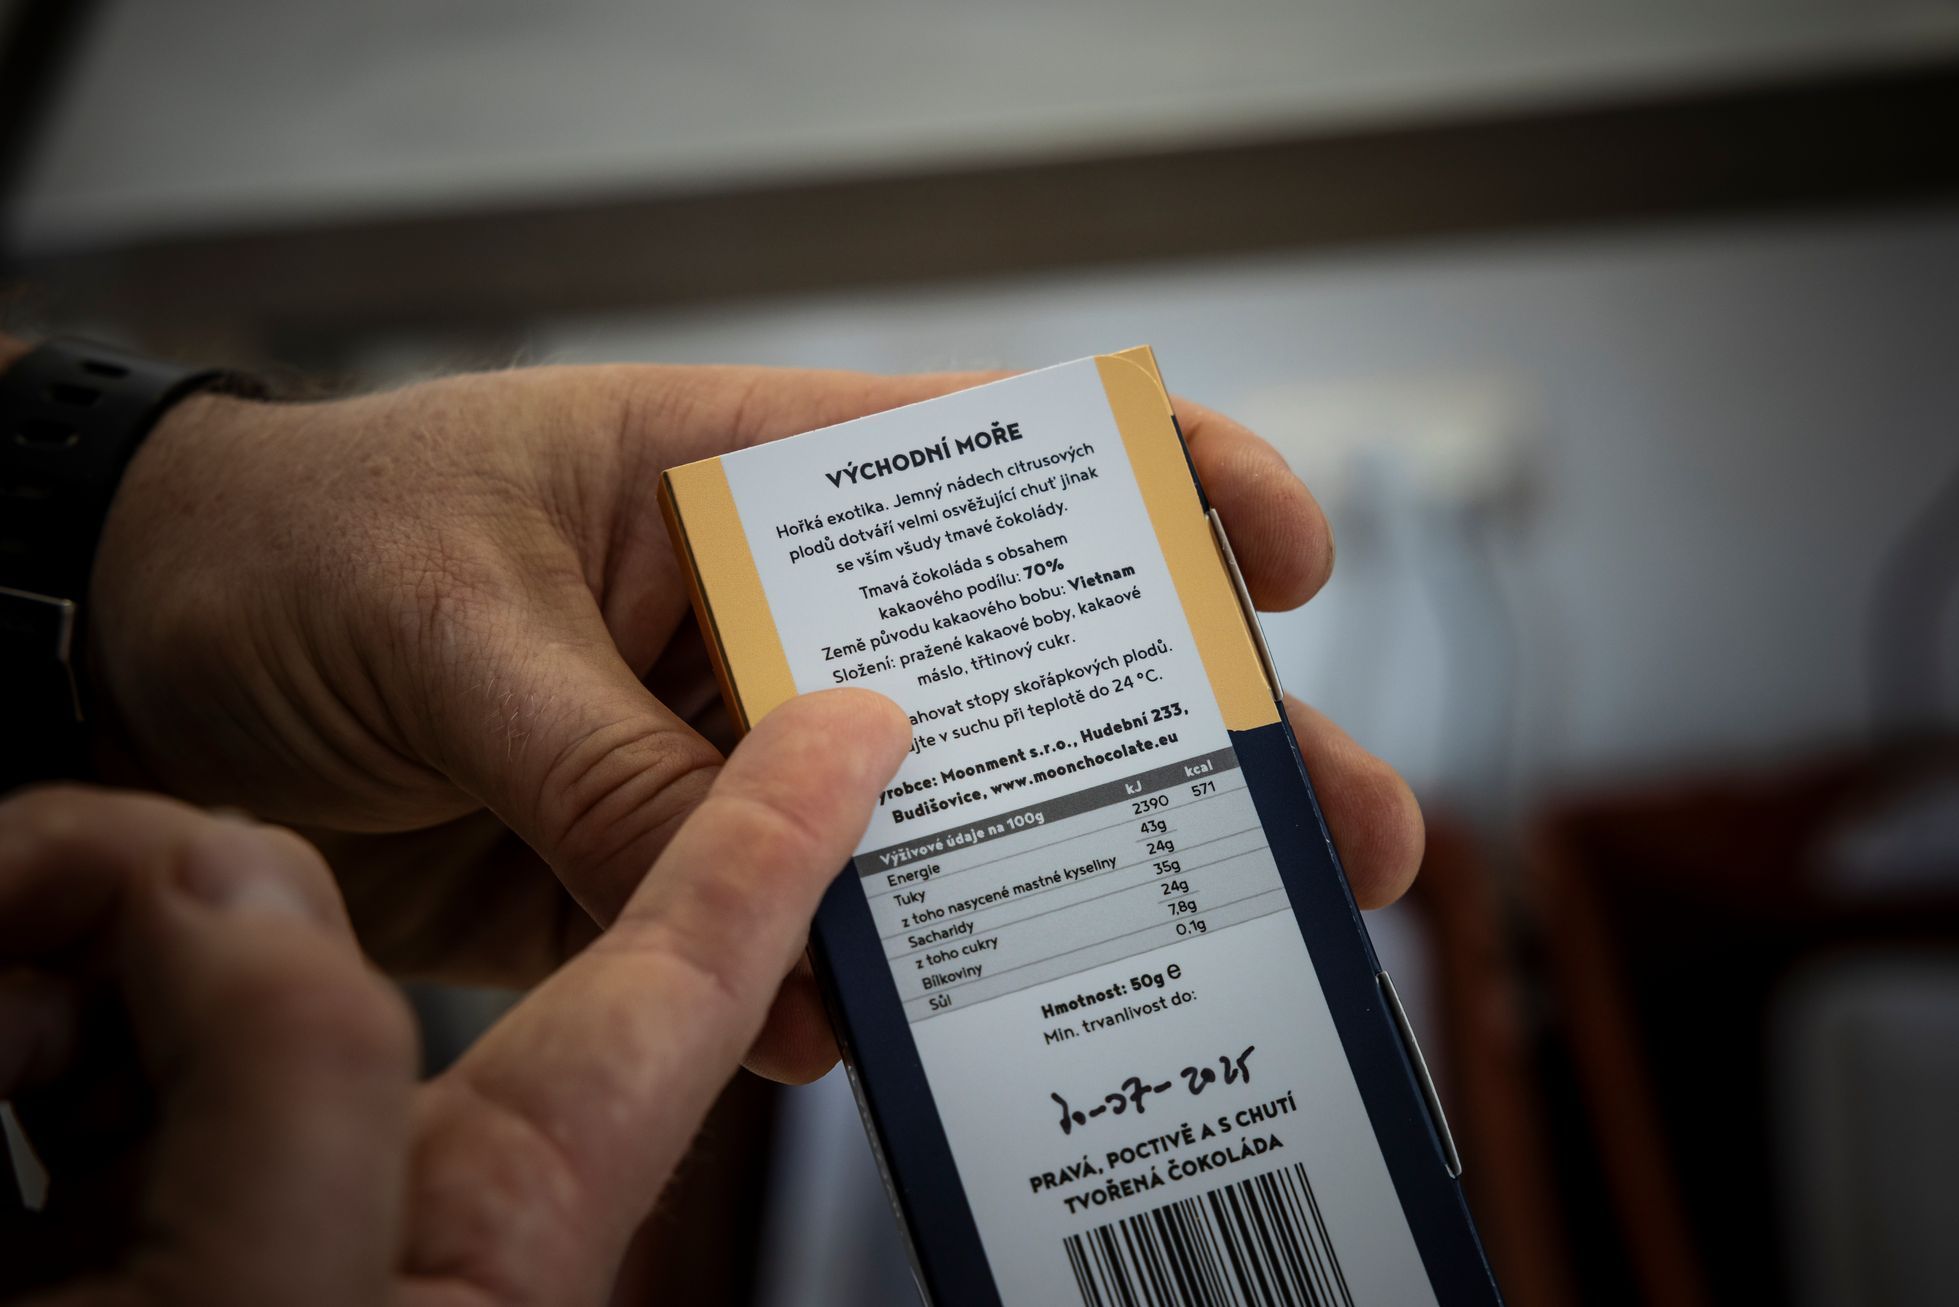 VÝCHODNÍ MOŘE
Hořká exotika. Jemný nádech citrusových
plodů dotváří velmi osvěžující chuť jinak
se vším všudy tmavé čokolády.
Tmavá čokoláda s obsahem
kakaového podílu: 70%
Země původu kakaového bobu: Vietnam
Složení: pražené kakaové boby, kakaové
máslo, třtinový cukr.
stopy skořápkových plodů.
v suchu při teplotě do 24 °C.
Moonment s.r.o., Hudební 233,
Budišovice, www.moonchocolate.eu
Výživové údaje na 100g kJ kcal
Energie 2390 571
Tuky 43g
z toho nasycené mastné kyseliny 24g
Sacharidy 35g
z toho cukry 24g
Bílkoviny 7,8g
Sůl 0,1g
Hmotnost: 50g e
Min. trvanlivost do:
-07-2025
PRAVÁ, POCTIVĚ A S CHUTÍ
TVOŘENÁ ČOKOLÁDA